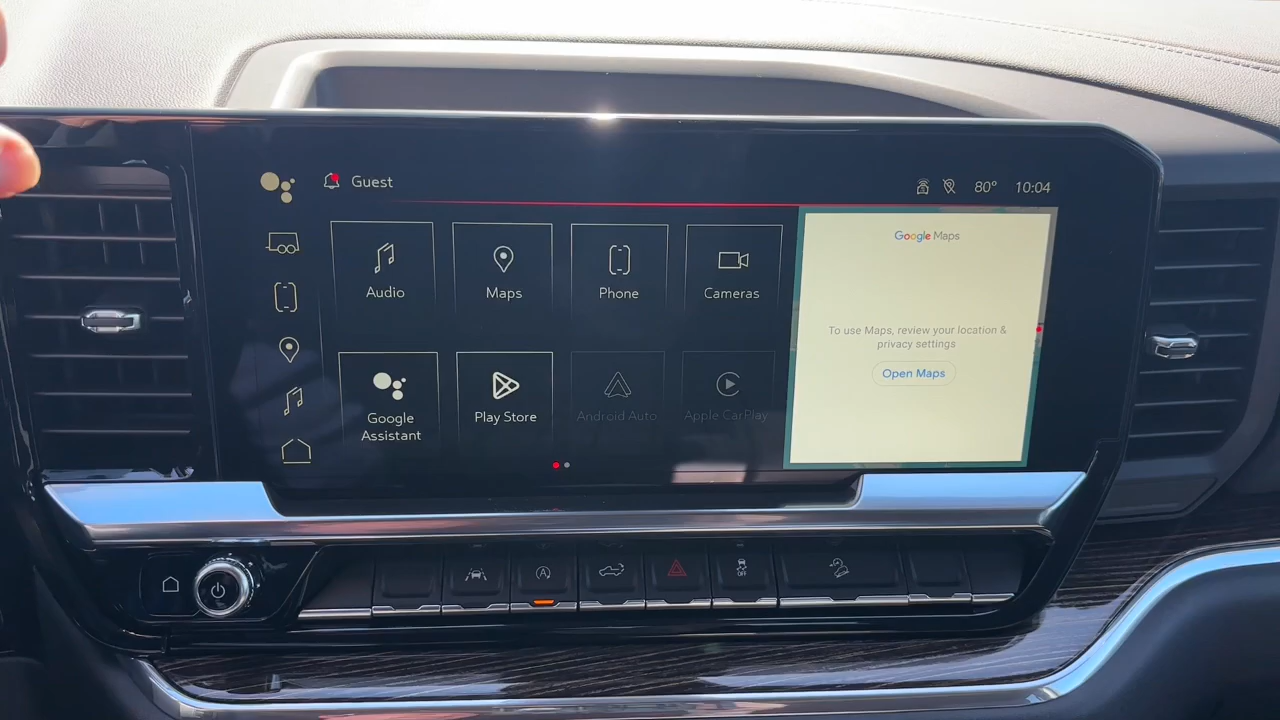 Guest
80°
10:04
Audio
Maps
Phone
Cameras
Google Maps
To use Maps, review your location &
privacy settings
Open Maps
Google
Assistant
Play Store
Android Auto
Apple CarPlay
A
OFF